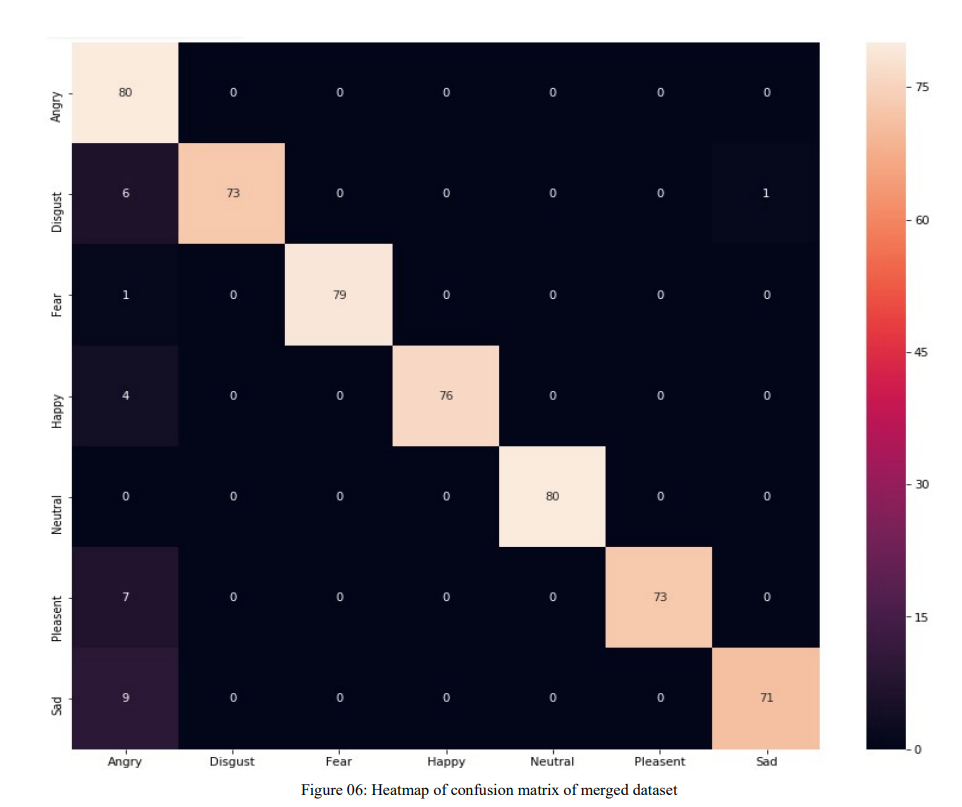 Angry 80 0 0 0 0 0 0
Disgust 6 73 0 0 0 0 1
Fear 1 0 79 0 0 0 0
Happy 4 0 0 76 0 0 0
Neutral 0 0 0 0 80 0 0
Pleasent 7 0 0 0 0 73 0
Sad 9 0 0 0 0 0 71
Angry Disgust Fear Happy Neutral Pleasent Sad
75
60
45
30
15
0
Figure 06: Heatmap of confusion matrix of merged dataset